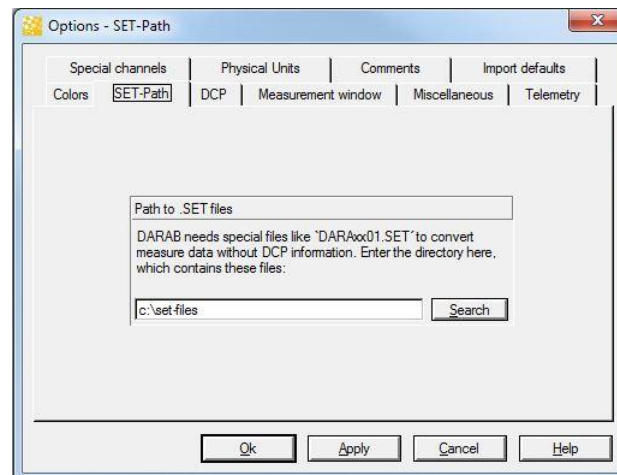 Options - SET-Path
Special channels
Physical Units
Comments
Import defaults
Colors
SET-Path
DCP
Measurement window
Miscellaneous
Telemetry
Path to .SET files
DARAB needs special files like `DARAxx01.SET´ to convert
measure data without DCP information. Enter the directory here,
which contains these files:
c:\set-files
Search
Ok
Apply
Cancel
Help